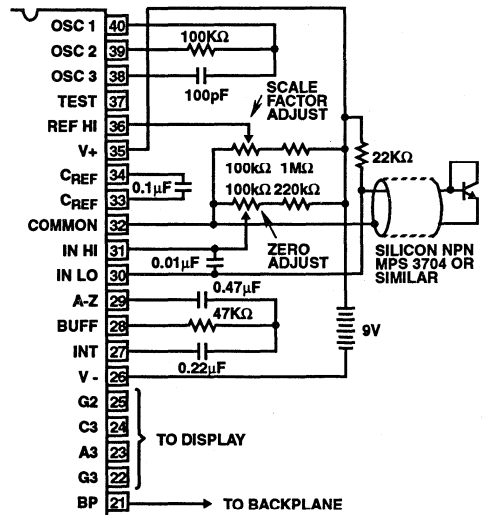 OSC 1 40
OSC 2 39
OSC 3 38
TEST 37
REF HI 36
V+ 35
CREF 34
CREF 33
COMMON 32
IN HI 31
IN LO 30
A-Z 29
BUFF 28
INT 27
V - 26
G2 25
C3 24
A3 23
G3 22
BP 21
100KΩ
100pF
SCALE
FACTOR
ADJUST
100kΩ 1MΩ
22KΩ
0.1μF
100kΩ 220kΩ
ZERO
ADJUST
0.01μF
SILICON NPN
MPS 3704 OR
SIMILAR
0.47μF
47KΩ
0.22μF
9V
TO DISPLAY
TO BACKPLANE